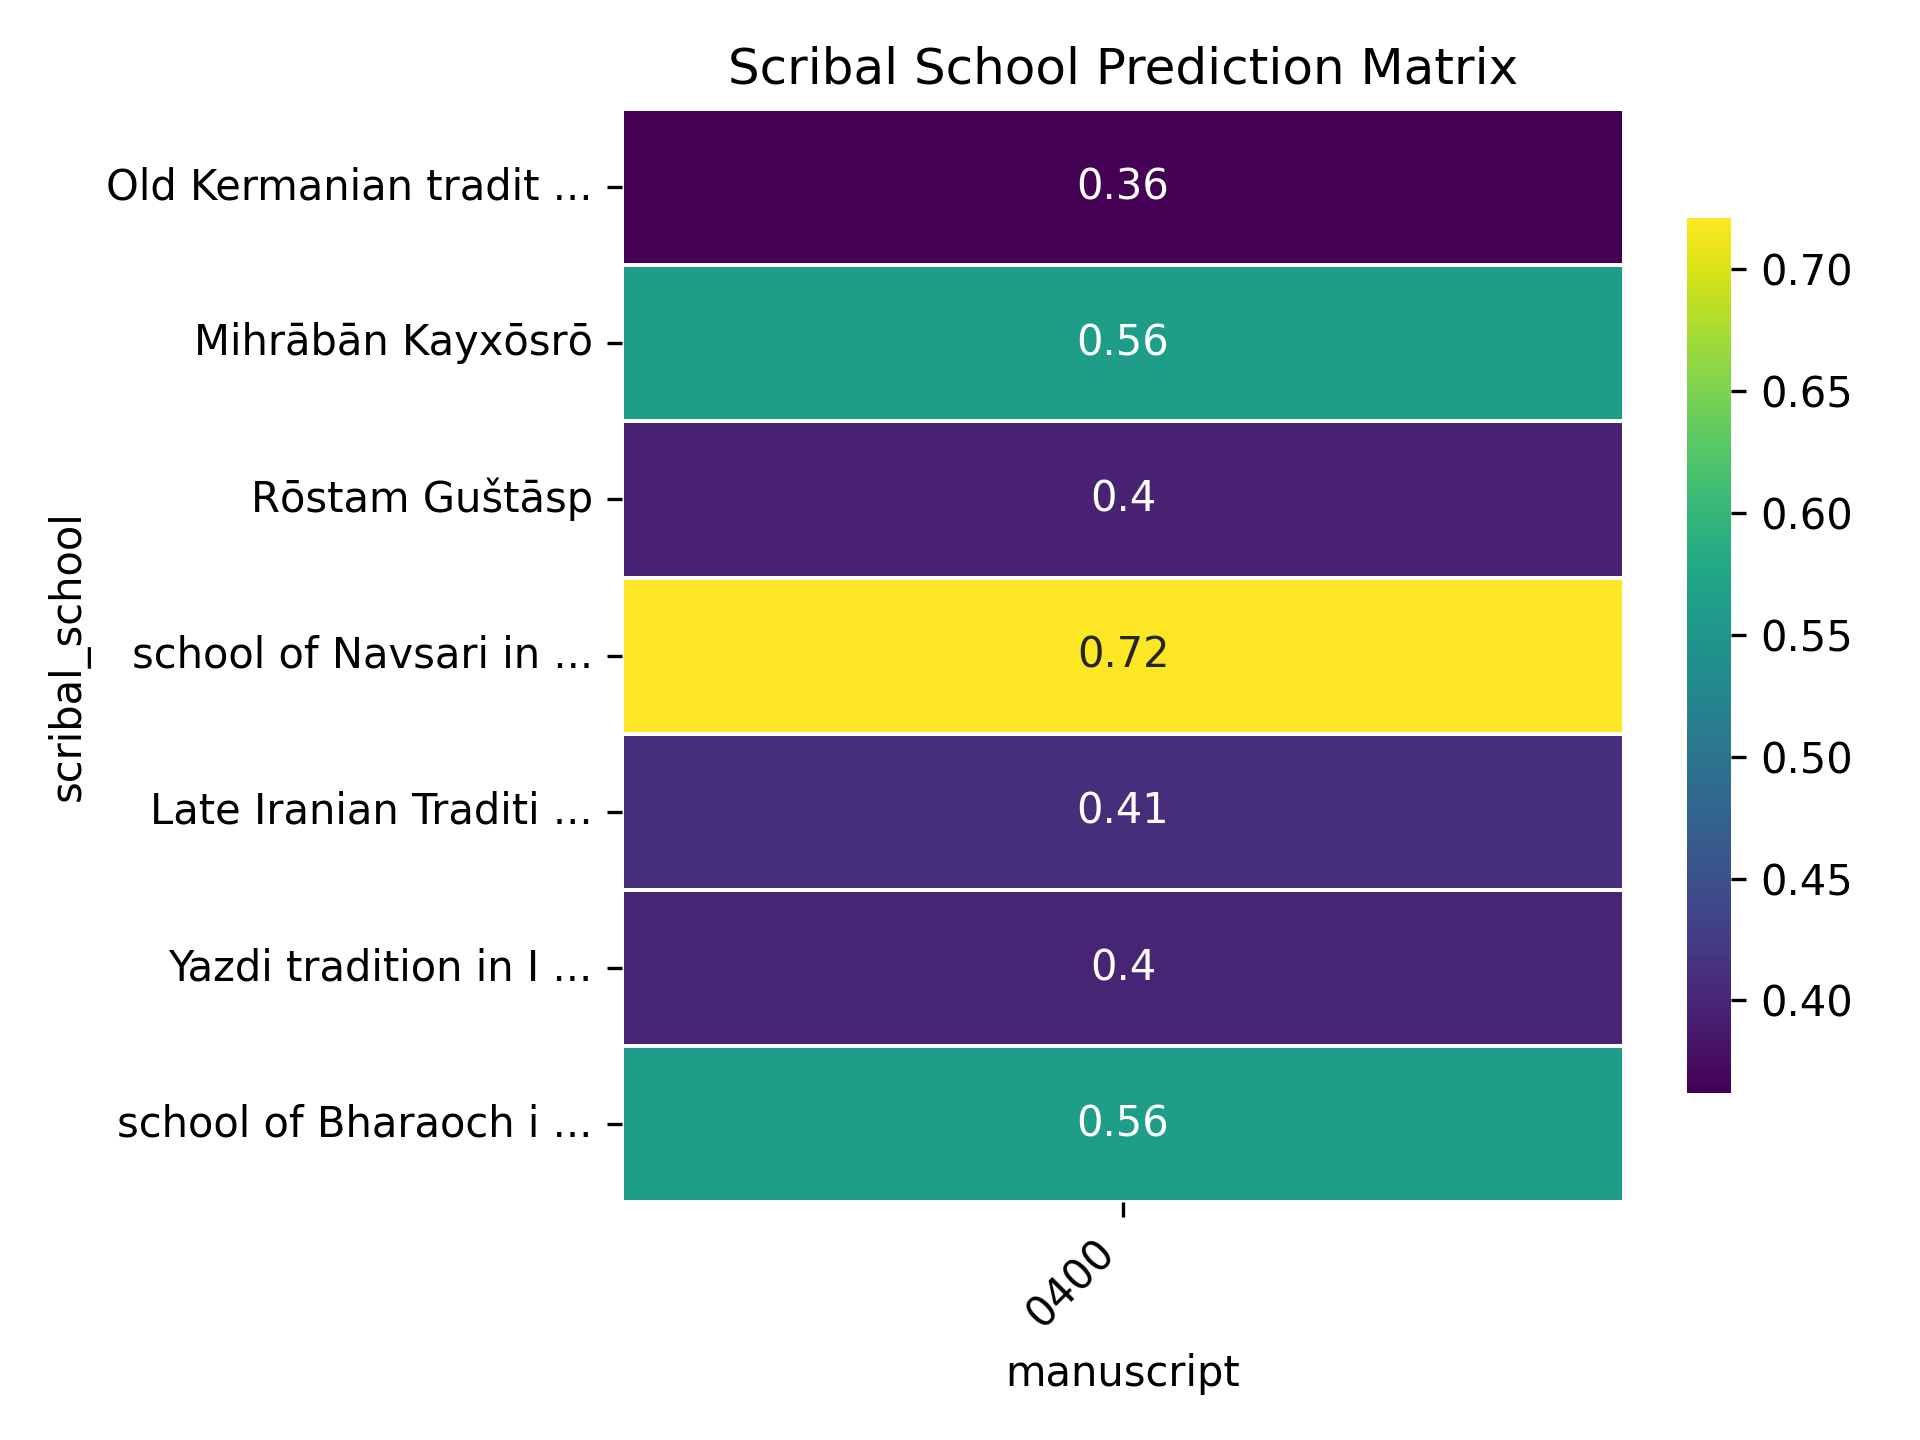 Scribal School Prediction Matrix
Old Kermanian tradit ... 0.36
Mihrābān Kayxōsrō 0.56
Rōstam Guštāsp 0.4
school of Navsari in ... 0.72
Late Iranian Traditi ... 0.41
Yazdi tradition in I ... 0.4
school of Bharaoch i ... 0.56
scribal_school
0400
manuscript
0.70
0.65
0.60
0.55
0.50
0.45
0.40